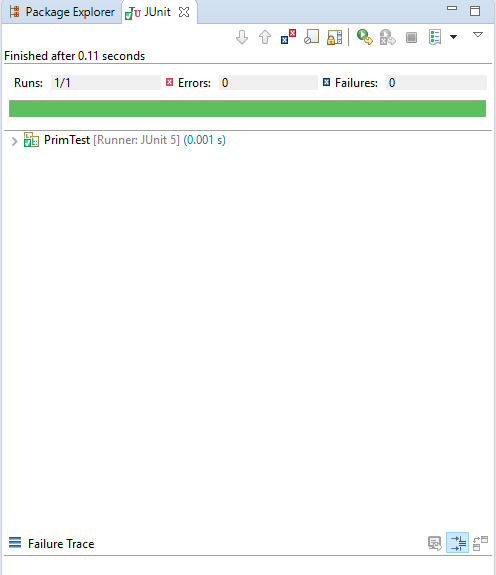 Package Explorer JUnit
Finished after 0.11 seconds
Runs: 1/1 Errors: 0 Failures: 0
PrimTest [Runner: JUnit 5] (0.001 s)
Failure Trace